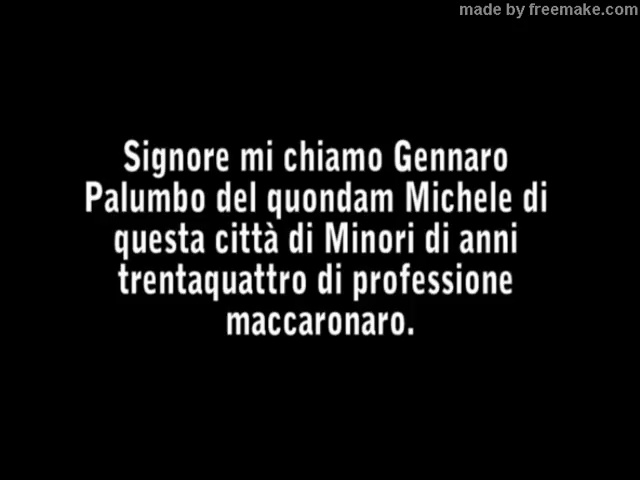 made by freemake.com
Signore mi chiamo Gennaro
Palumbo del quondam Michele di
questa città di Minori di anni
trentaquattro di professione
maccaronaro.